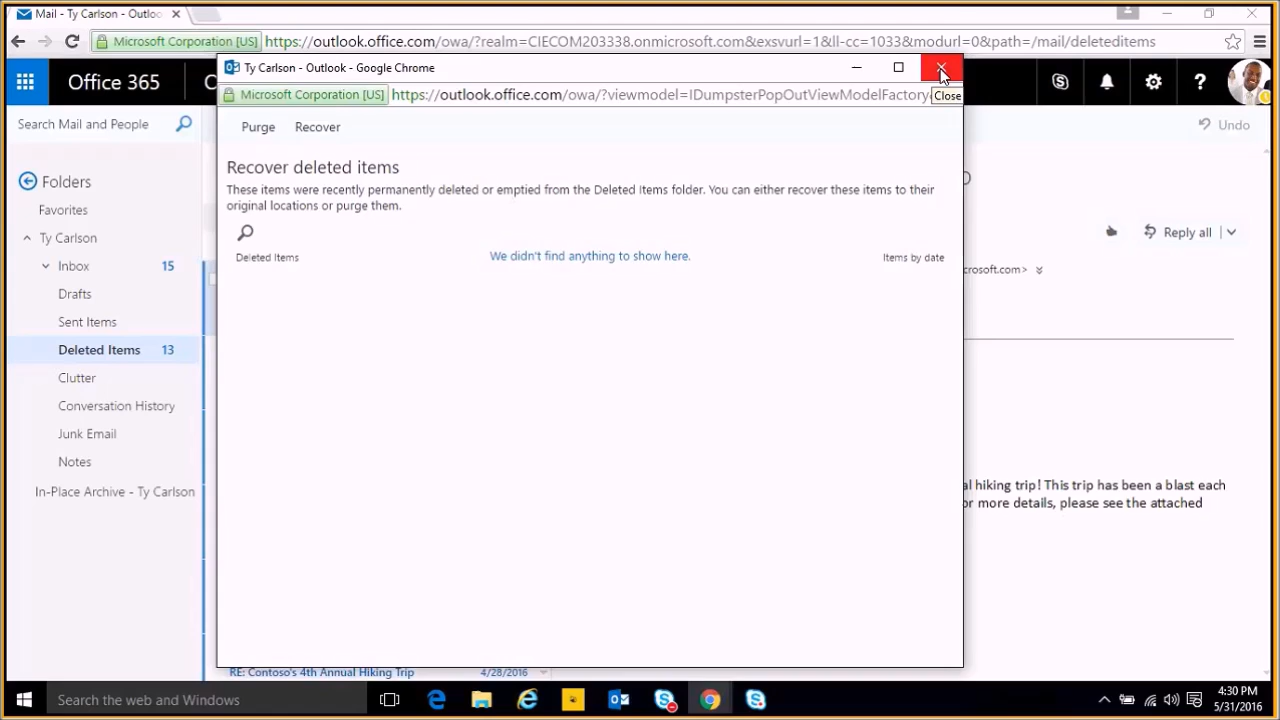 Mail - Ty Carlson - Outloo
Microsoft Corporation [US] https://outlook.office.com/owa/?realm=CIECOM203338.onmicrosoft.com&exsvurl=1&ll-cc=1033&modurl=0&path=/mail/deleteditems
Office 365
Ty Carlson - Outlook - Google Chrome
Microsoft Corporation [US] https://outlook.office.com/owa/?viewmodel=IDumpsterPopOutViewModelFactory
Close
Search Mail and People
Purge Recover
Undo
Recover deleted items
These items were recently permanently deleted or emptied from the Deleted Items folder. You can either recover these items to their
original locations or purge them.
Deleted Items
We didn't find anything to show here.
Items by date
Folders
Favorites
Ty Carlson
Inbox 15
Drafts
Sent Items
Deleted Items 13
Clutter
Conversation History
Junk Email
Notes
In-Place Archive - Ty Carlson
Reply all
crosoft.com>
al hiking trip! This trip has been a blast each
or more details, please see the attached
RE: Contoso's 4th Annual Hiking Trip 4/28/2016
Search the web and Windows
4:30 PM
5/31/2016